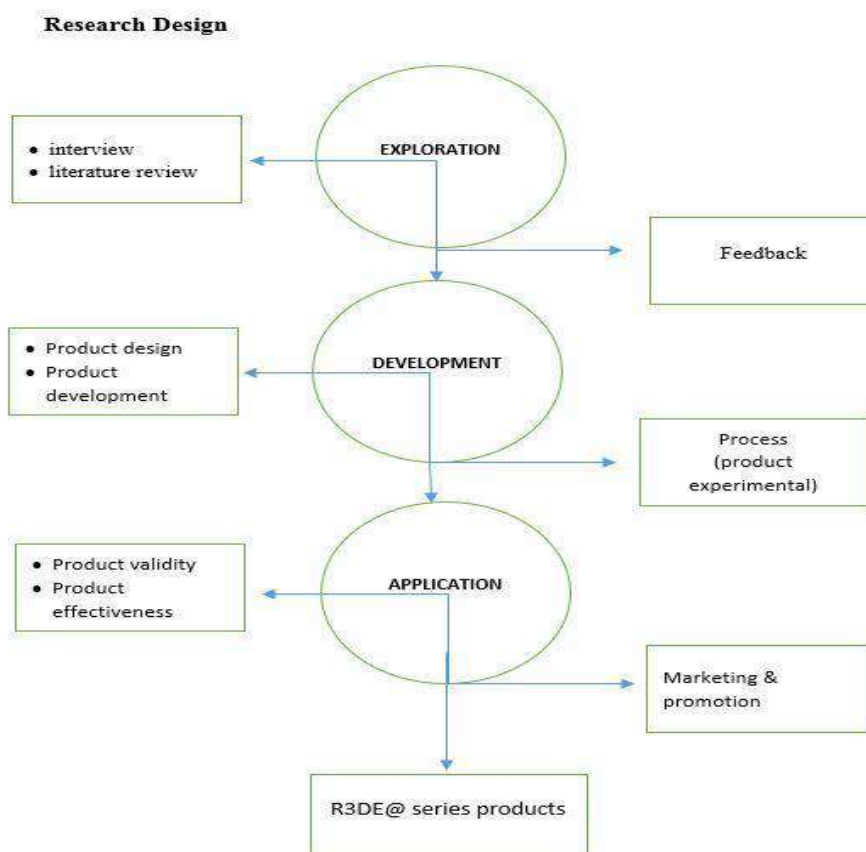 Research Design
EXPLORATION
• interview
• literature review
Feedback
DEVELOPMENT
• Product design
• Product
development
Process
(product
experimental)
APPLICATION
• Product validity
• Product
effectiveness
Marketing &
promotion
R3DE@ series products